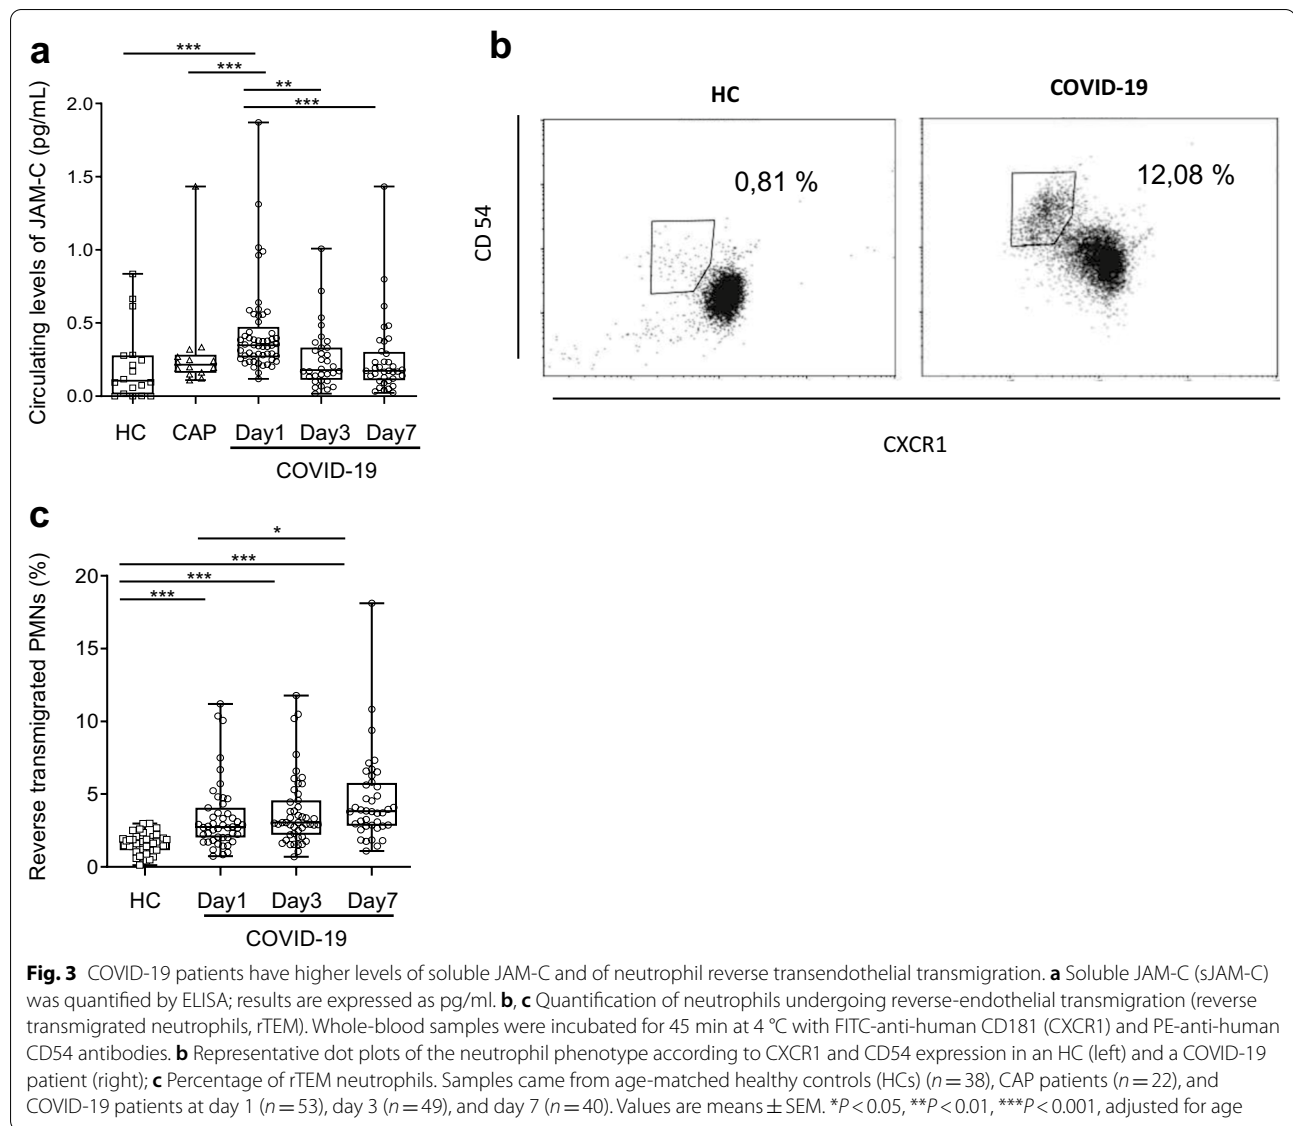 a
***
***
**
***
Circulating levels of JAM-C (pg/mL)
2.0
1.5
1.0
0.5
0.0
HC CAP Day1 Day3 Day7
COVID-19
b
HC COVID-19
0,81 % 12,08 %
CD 54
CXCR1
c
*
***
***
***
Reverse transmigrated PMNs (%)
20
15
10
5
0
HC Day1 Day3 Day7
COVID-19
Fig. 3 COVID-19 patients have higher levels of soluble JAM-C and of neutrophil reverse transendothelial transmigration. a Soluble JAM-C (sJAM-C)
was quantified by ELISA; results are expressed as pg/ml. b, c Quantification of neutrophils undergoing reverse-endothelial transmigration (reverse
transmigrated neutrophils, rTEM). Whole-blood samples were incubated for 45 min at 4 °C with FITC-anti-human CD181 (CXCR1) and PE-anti-human
CD54 antibodies. b Representative dot plots of the neutrophil phenotype according to CXCR1 and CD54 expression in an HC (left) and a COVID-19
patient (right); c Percentage of rTEM neutrophils. Samples came from age-matched healthy controls (HCs) (n = 38), CAP patients (n = 22), and
COVID-19 patients at day 1 (n = 53), day 3 (n = 49), and day 7 (n = 40). Values are means ± SEM. *P < 0.05, **P < 0.01, ***P < 0.001, adjusted for age